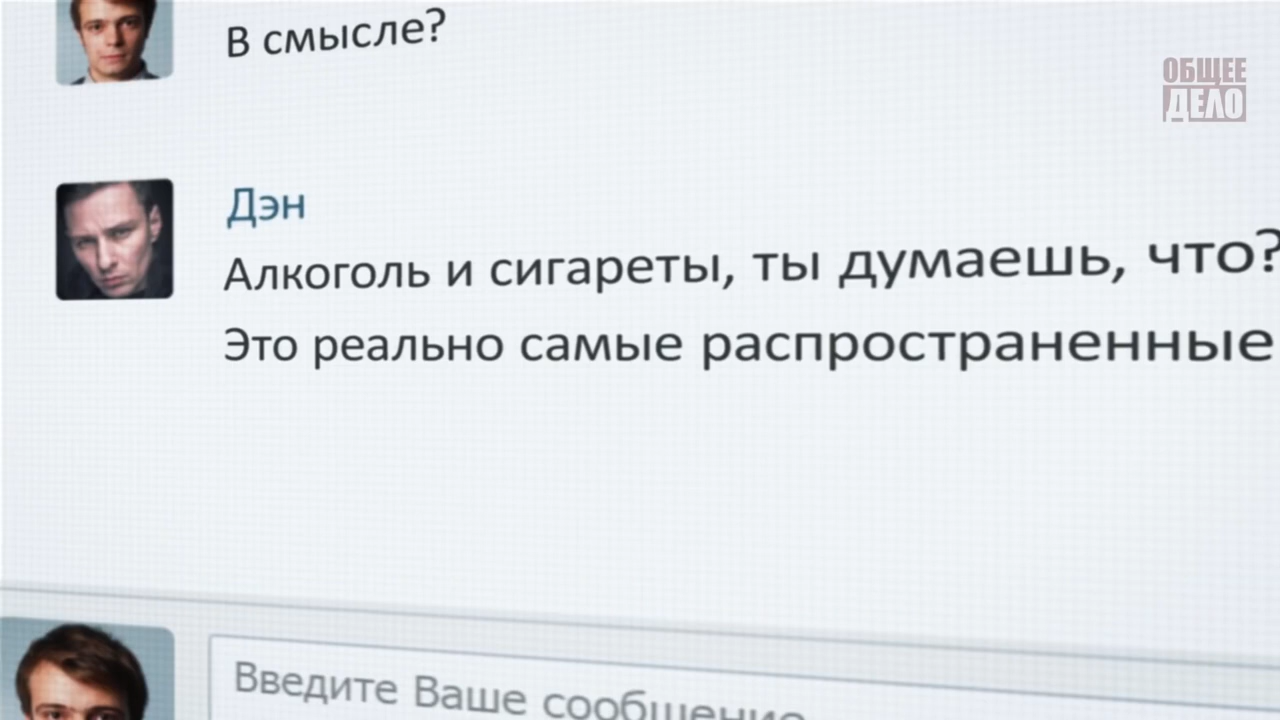 В смысле?
ОБЩЕЕ
ДЕЛО
Дэн
Алкоголь и сигареты, ты думаешь, что?
Это реально самые распространенные
Введите Ваше сообщение